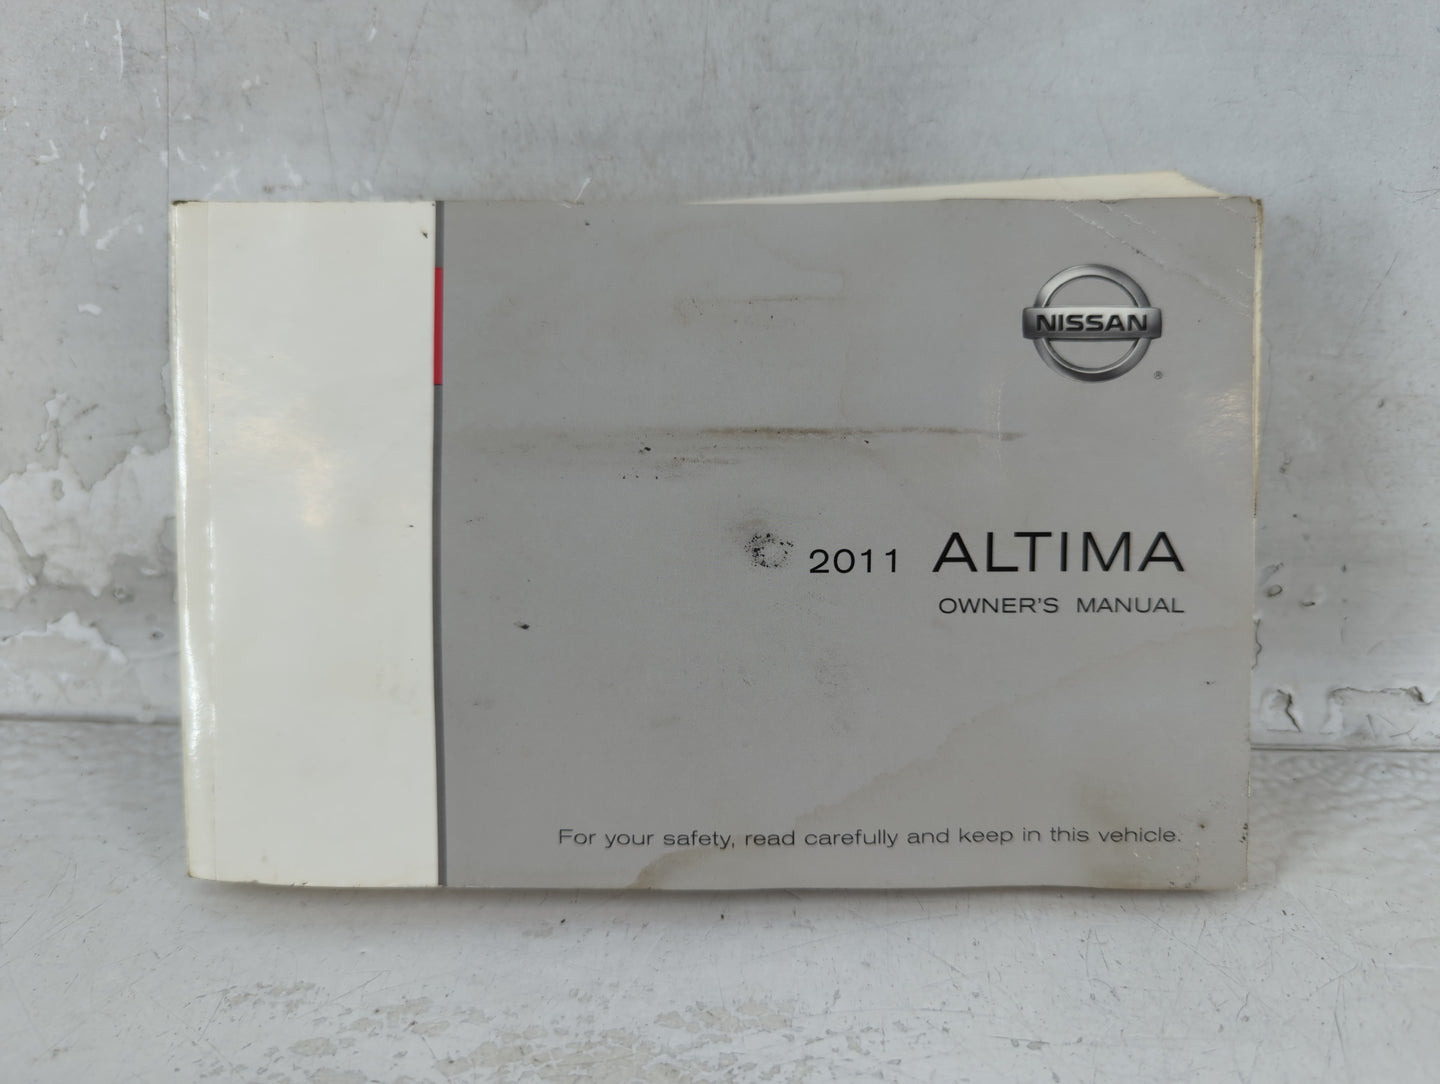 NISSAN
®
2011 ALTIMA
OWNER'S MANUAL
For your safety, read carefully and keep in this vehicle.